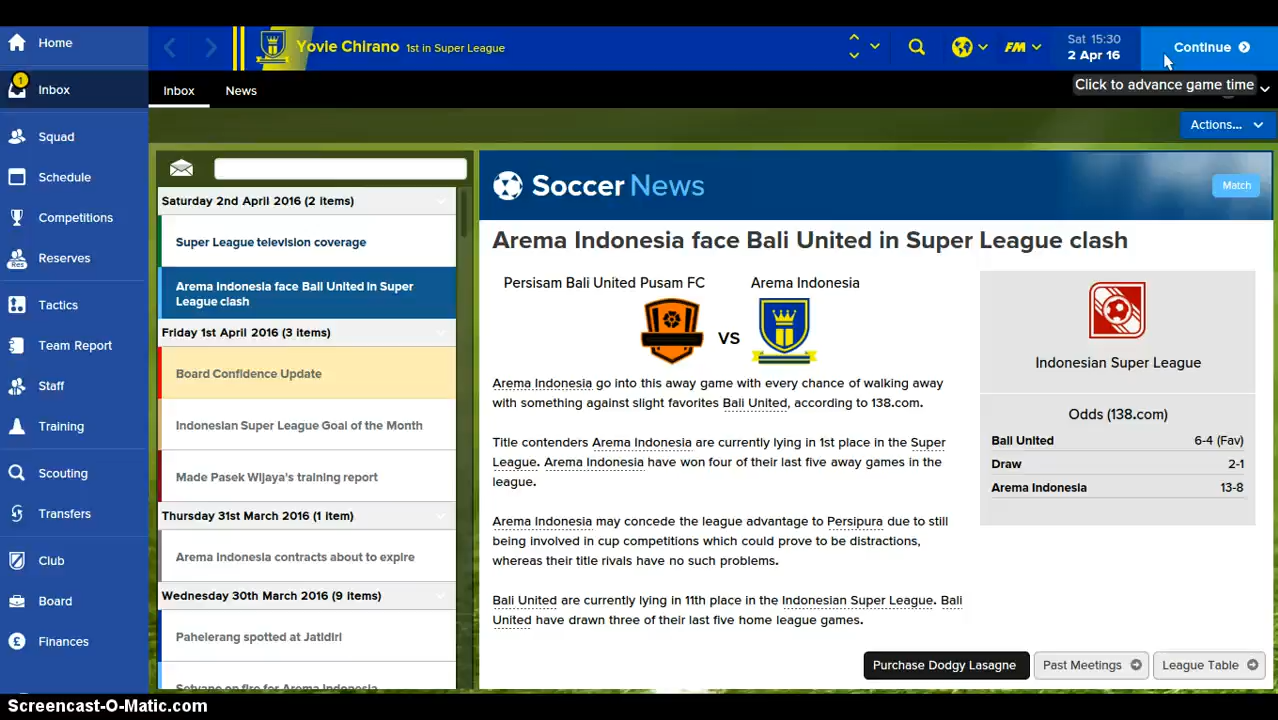 Home
Yovie Chirano 1st in Super League
FM
Sat 15:30
2 Apr 16
Continue
1
Inbox
Inbox
News
Click to advance game time
Actions...
Squad
Schedule
Competitions
Res
Reserves
Tactics
Team Report
Staff
Training
Scouting
Transfers
Club
Board
£ Finances
Saturday 2nd April 2016 (2 items)
Super League television coverage
Arema Indonesia face Bali United in Super
League clash
Friday 1st April 2016 (3 items)
Board Confidence Update
Indonesian Super League Goal of the Month
Made Pasek Wijaya's training report
Thursday 31st March 2016 (1 item)
Arema Indonesia contracts about to expire
Wednesday 30th March 2016 (9 items)
Pahelerang spotted at Jatidiri
Setyano on fire for Arema Indonesia
Soccer News
Match
Arema Indonesia face Bali United in Super League clash
Persisam Bali United Pusam FC
Arema Indonesia
VS
Arema Indonesia go into this away game with every chance of walking away
with something against slight favorites Bali United, according to 138.com.
Title contenders Arema Indonesia are currently lying in 1st place in the Super
League. Arema Indonesia have won four of their last five away games in the
league.
Arema Indonesia may concede the league advantage to Persipura due to still
being involved in cup competitions which could prove to be distractions,
whereas their title rivals have no such problems.
Bali United are currently lying in 11th place in the Indonesian Super League. Bali
United have drawn three of their last five home league games.
Indonesian Super League
Odds (138.com)
Bali United 6-4 (Fav)
Draw 2-1
Arema Indonesia 13-8
Purchase Dodgy Lasagne
Past Meetings
League Table
Screencast-O-Matic.com